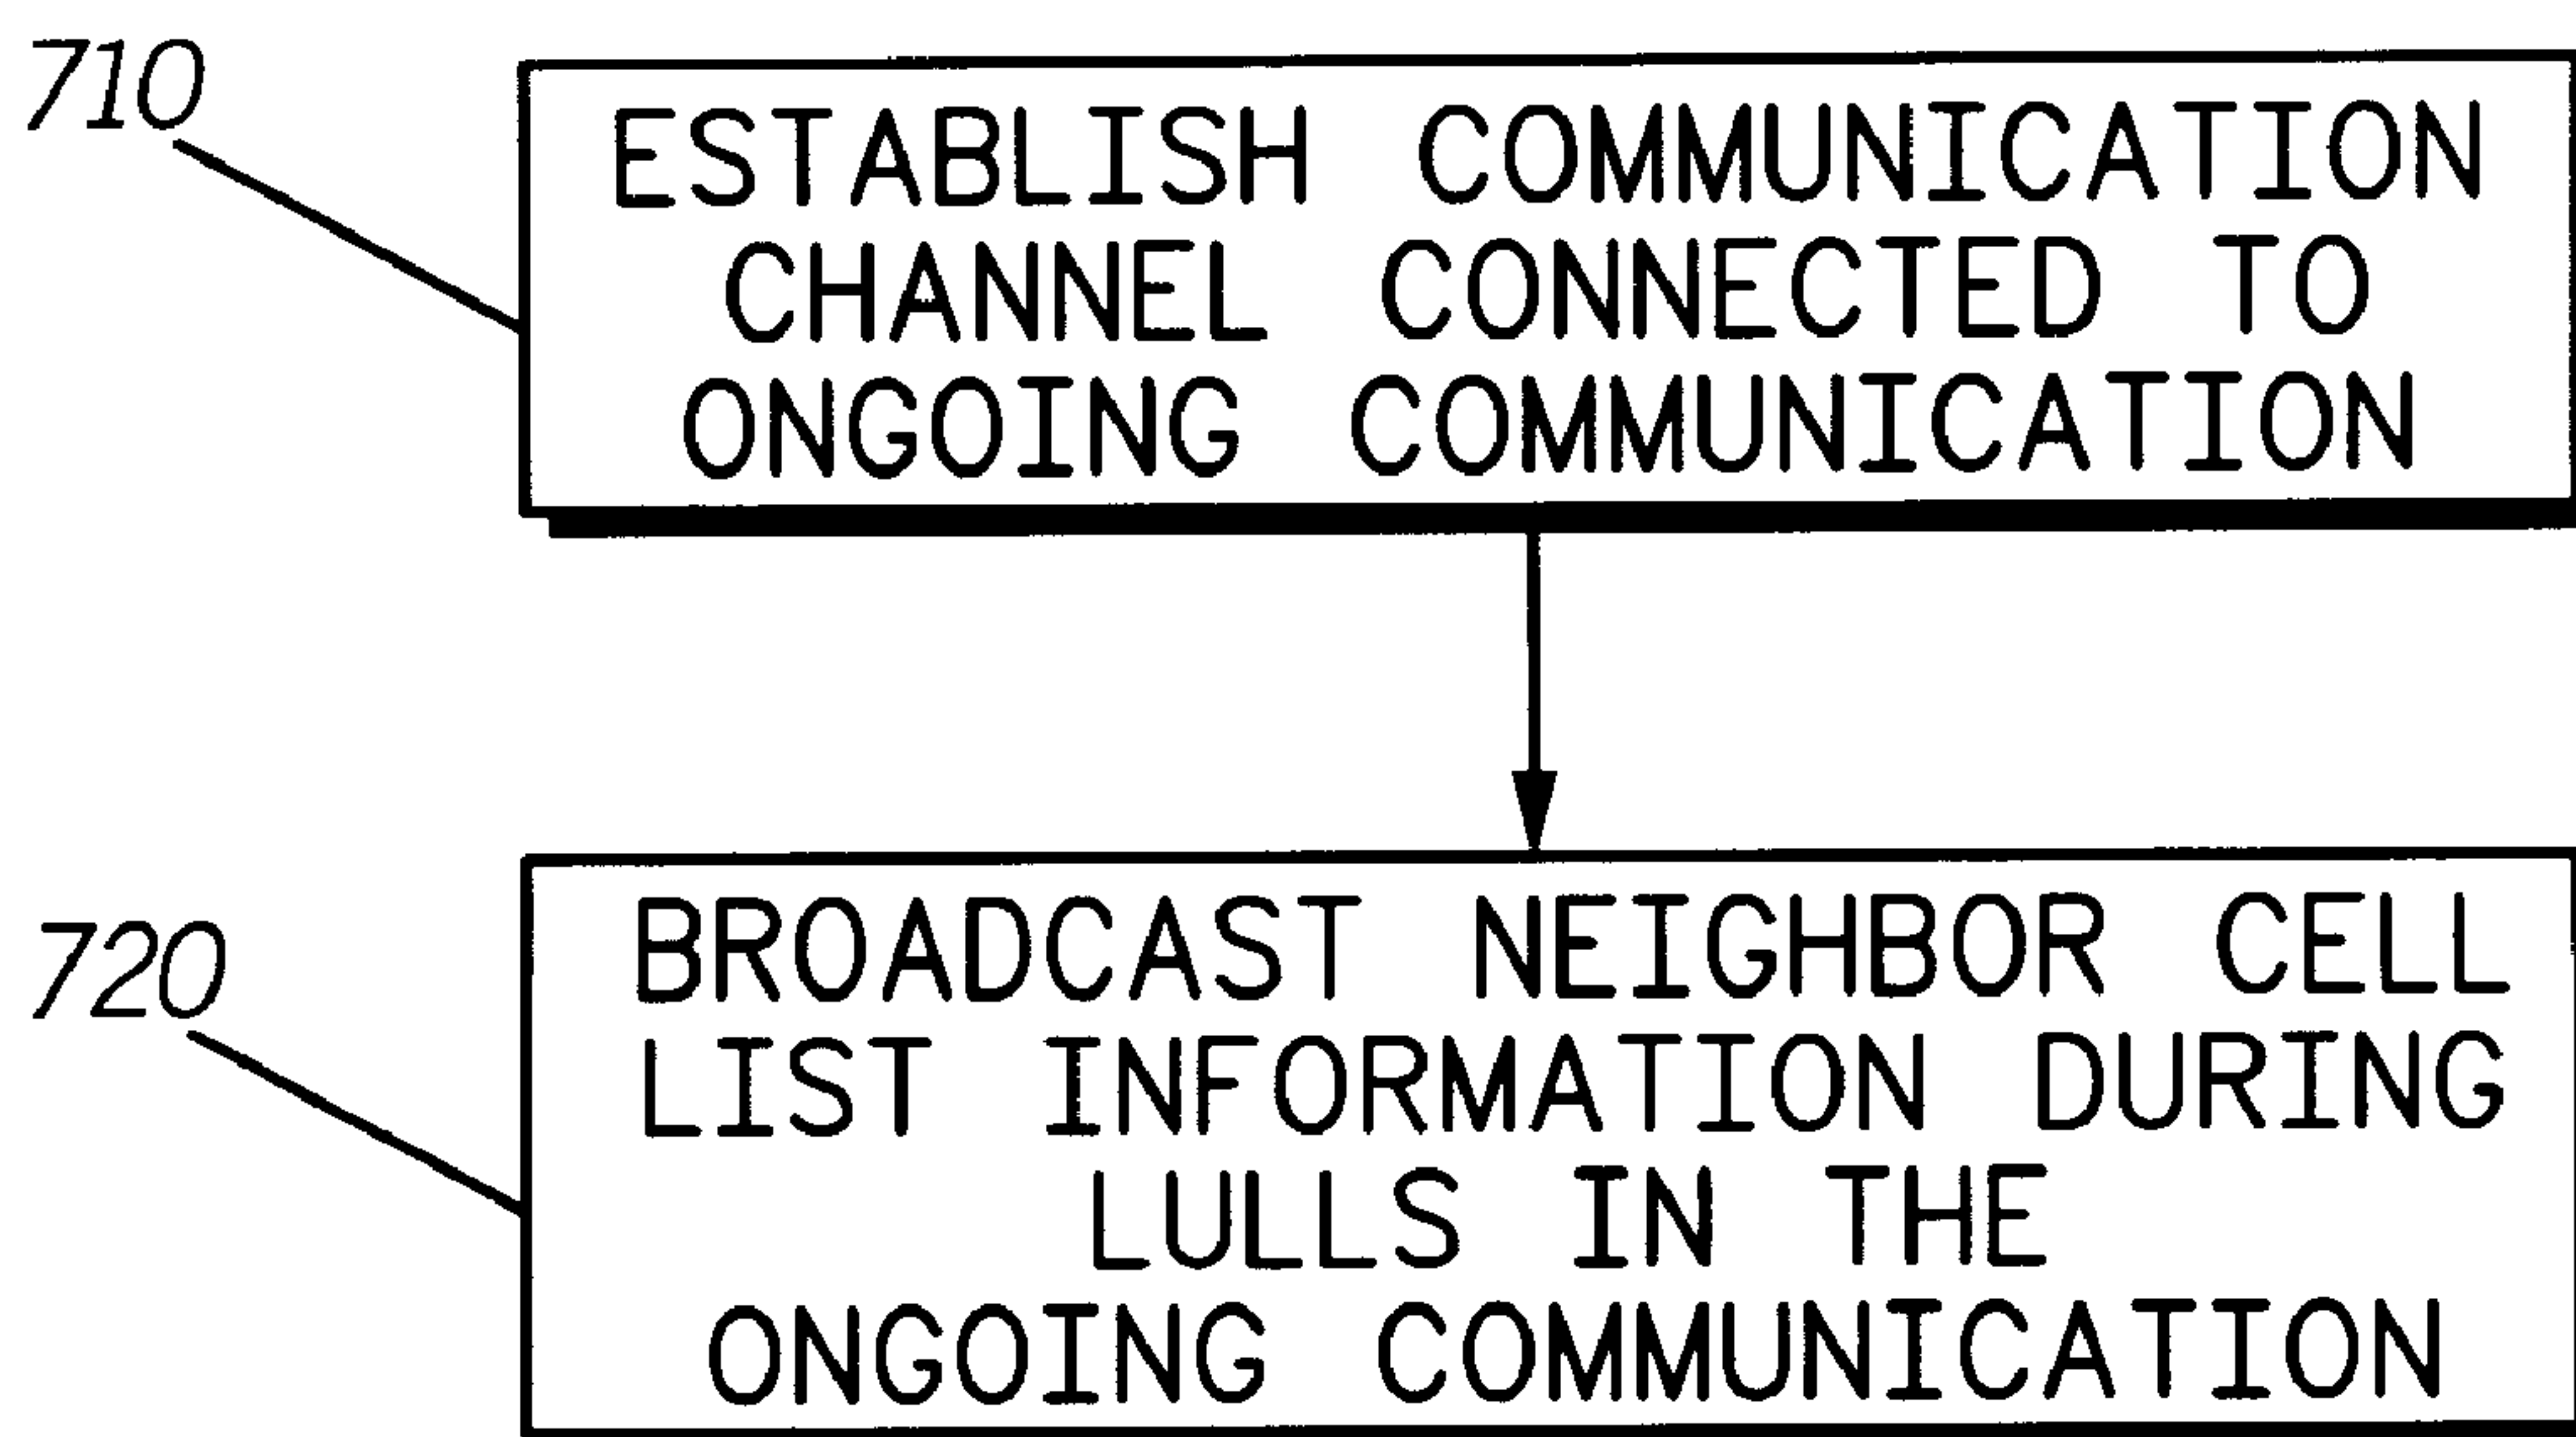 710
ESTABLISH COMMUNICATION
CHANNEL CONNECTED TO
ONGOING COMMUNICATION
720
BROADCAST NEIGHBOR CELL
LIST INFORMATION DURING
LULLS IN THE
ONGOING COMMUNICATION